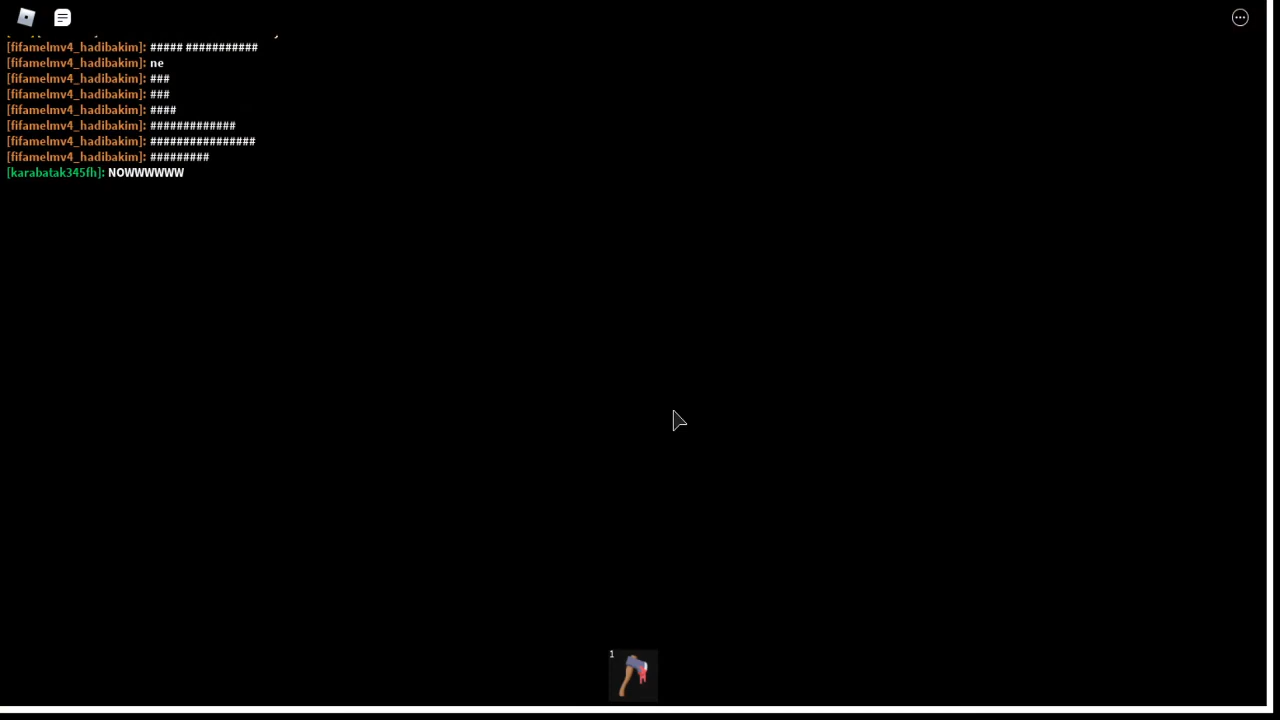 [fifamelmv4_hadibakim]: ##### ###########
[fifamelmv4_hadibakim]: ne
[fifamelmv4_hadibakim]: ###
[fifamelmv4_hadibakim]: ###
[fifamelmv4_hadibakim]: ####
[fifamelmv4_hadibakim]: #############
[fifamelmv4_hadibakim]: ################
[fifamelmv4_hadibakim]: #########
[karabatak345fh]: NOWWWWWW
1